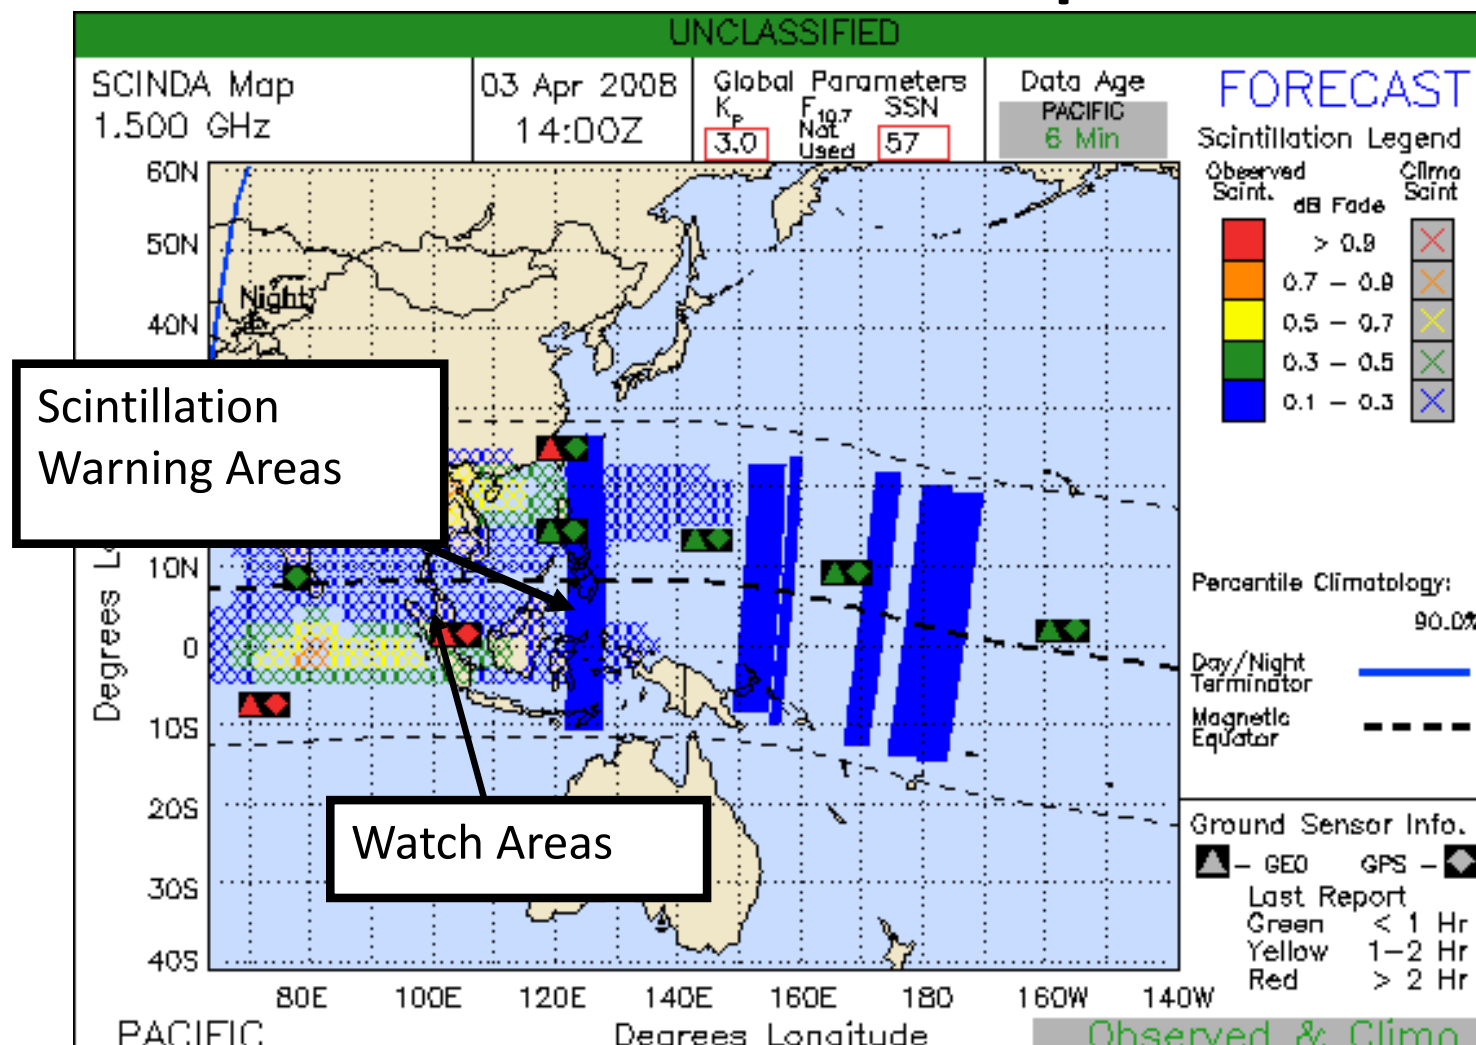 UNCLASSIFIED
SCINDA Map
1.500 GHz
03 Apr 2008
14:00Z
Global Parameters
Kp F10.7 SSN
Not
Used
3.0 57
Data Age
PACIFIC
6 Min
FORECAST
Scintillation Legend
Observed Clima
Scint. Scint
dB Fade
> 0.9
0.7 – 0.9
0.5 – 0.7
0.3 – 0.5
0.1 – 0.3
Percentile Climatology:
90.0%
Day/Night
Terminator
Magnetic
Equator
Ground Sensor Info.
– GEO GPS –
Last Report
Green < 1 Hr
Yellow 1–2 Hr
Red > 2 Hr
60N
50N
40N
10N
0
10S
20S
30S
40S
Night
Scintillation
Warning Areas
Watch Areas
Degrees
80E 100E 120E 140E 160E 180 160W 140W
PACIFIC
Degrees Longitude
Observed & Climo